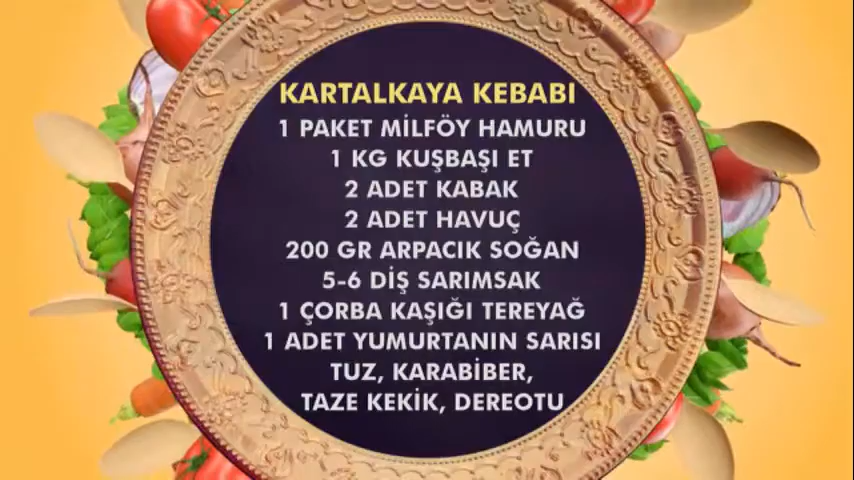 KARTALKAYA KEBABI
1 PAKET MİLFÖY HAMURU
1 KG KUŞBAŞI ET
2 ADET KABAK
2 ADET HAVUÇ
200 GR ARPACIK SOĞAN
5-6 DİŞ SARIMSAK
1 ÇORBA KAŞIĞI TEREYAĞ
1 ADET YUMURTANIN SARISI
TUZ, KARABİBER,
TAZE KEKİK, DEREOTU